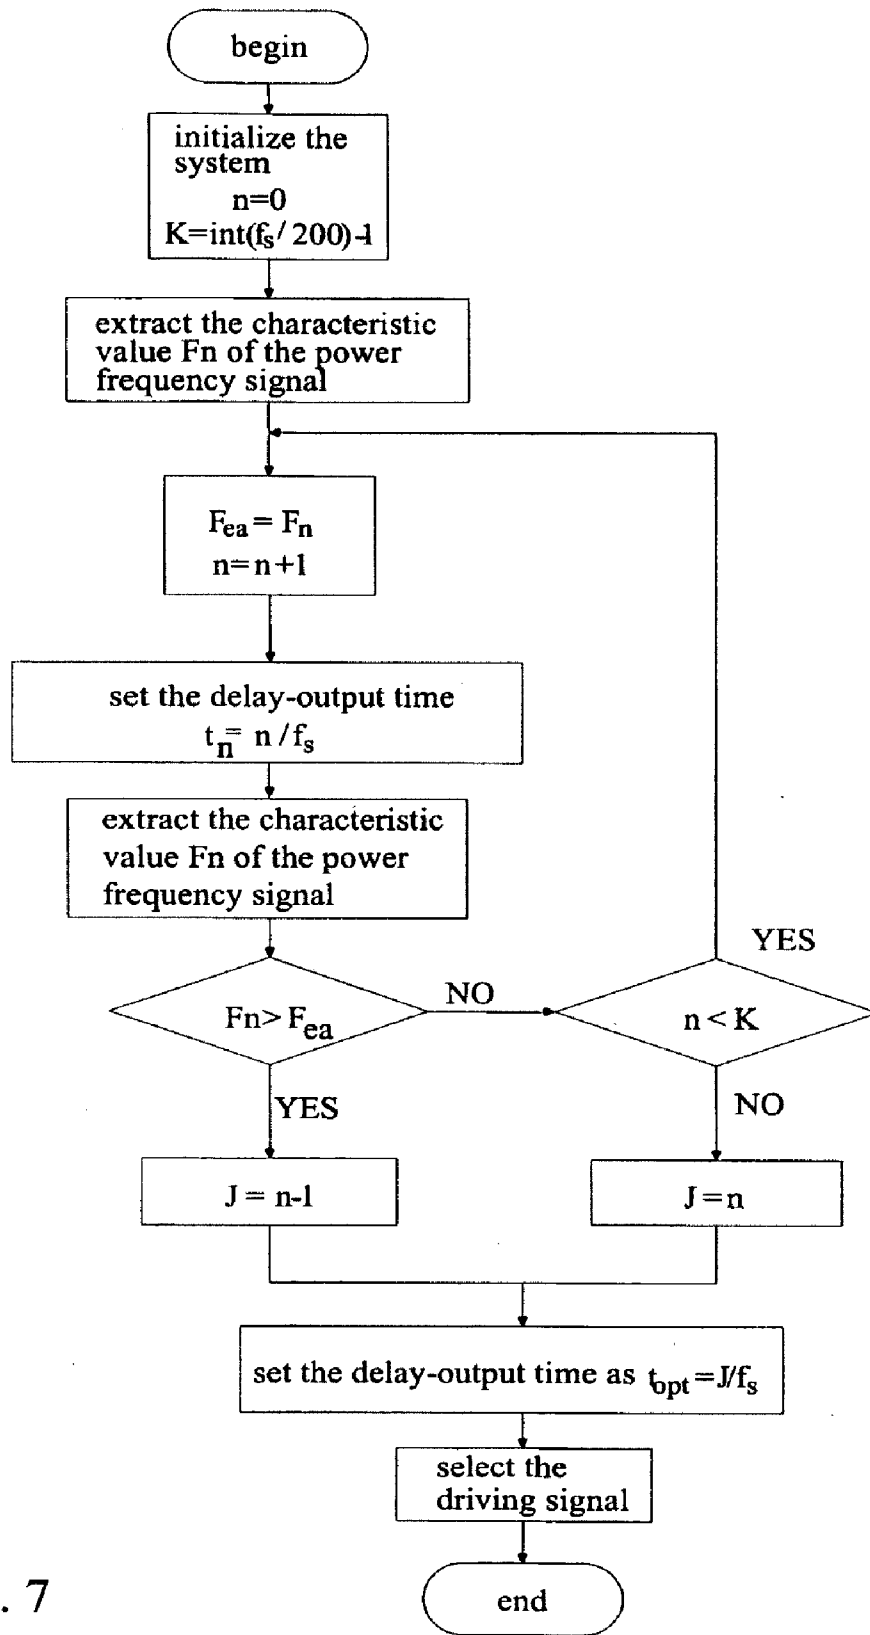 begin
initialize the
system
n=0
K=int(fs/200)-1
extract the characteristic
value Fn of the power
frequency signal
Fea = Fn
n=n+1
set the delay-output time
tn= n/fs
extract the characteristic
value Fn of the power
frequency signal
Fn> Fea
NO
n < K
YES
YES
NO
J = n-1
J=n
set the delay-output time as topt=J/fs
select the
driving signal
end
. 7